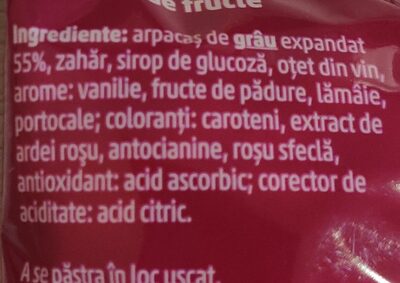 de fructe
Ingrediente: arpacaș de grâu expandat
55%, zahăr, sirop de glucoză, oțet din vin,
arome: vanilie, fructe de pădure, lămâie,
portocale; coloranți: caroteni, extract de
ardei roșu, antocianine, roșu sfeclă,
antioxidant: acid ascorbic; corector de
aciditate: acid citric.
A se păstra în loc uscat,